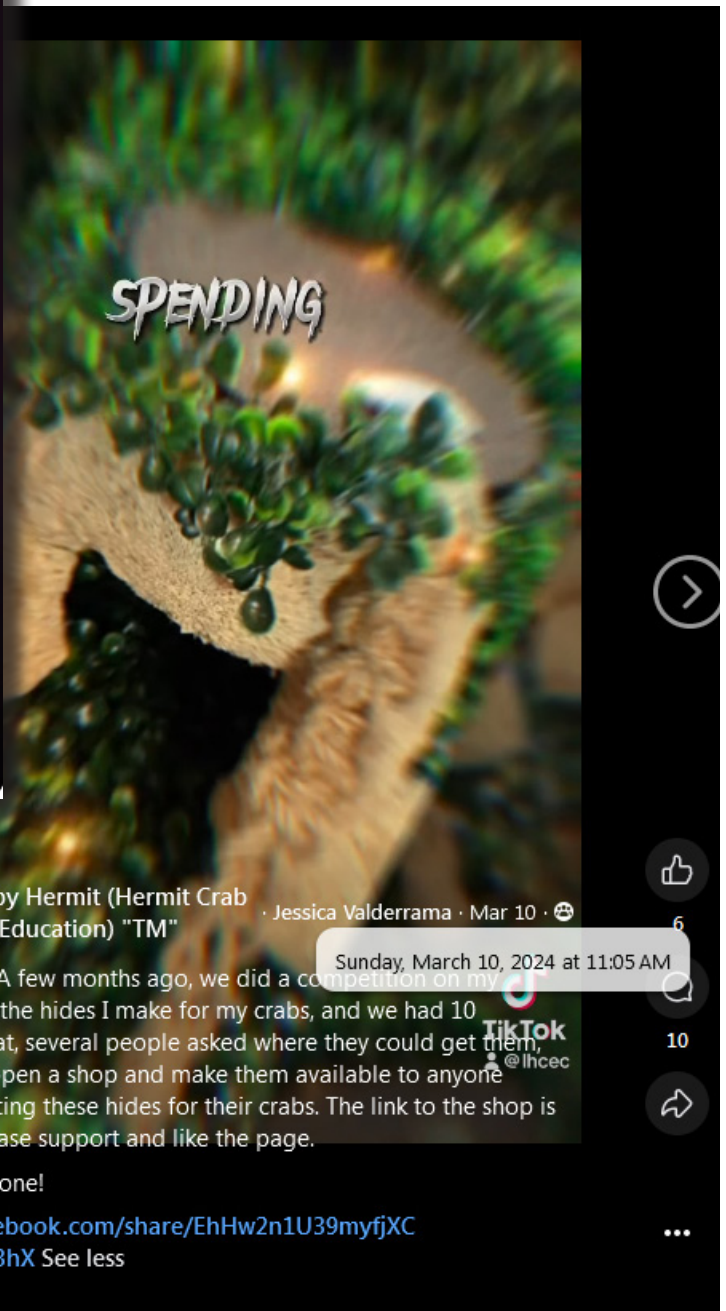 SPENDING
by Hermit (Hermit Crab
Education) "TM"
· Jessica Valderrama · Mar 10 ·
6
Sunday, March 10, 2024 at 11:05 AM
A few months ago, we did a competition on my
the hides I make for my crabs, and we had 10
at, several people asked where they could get them,
open a shop and make them available to anyone
ting these hides for their crabs. The link to the shop is
ase support and like the page.
TikTok
@lhcec
10
one!
ebook.com/share/EhHw2n1U39myfjXC
3hX See less